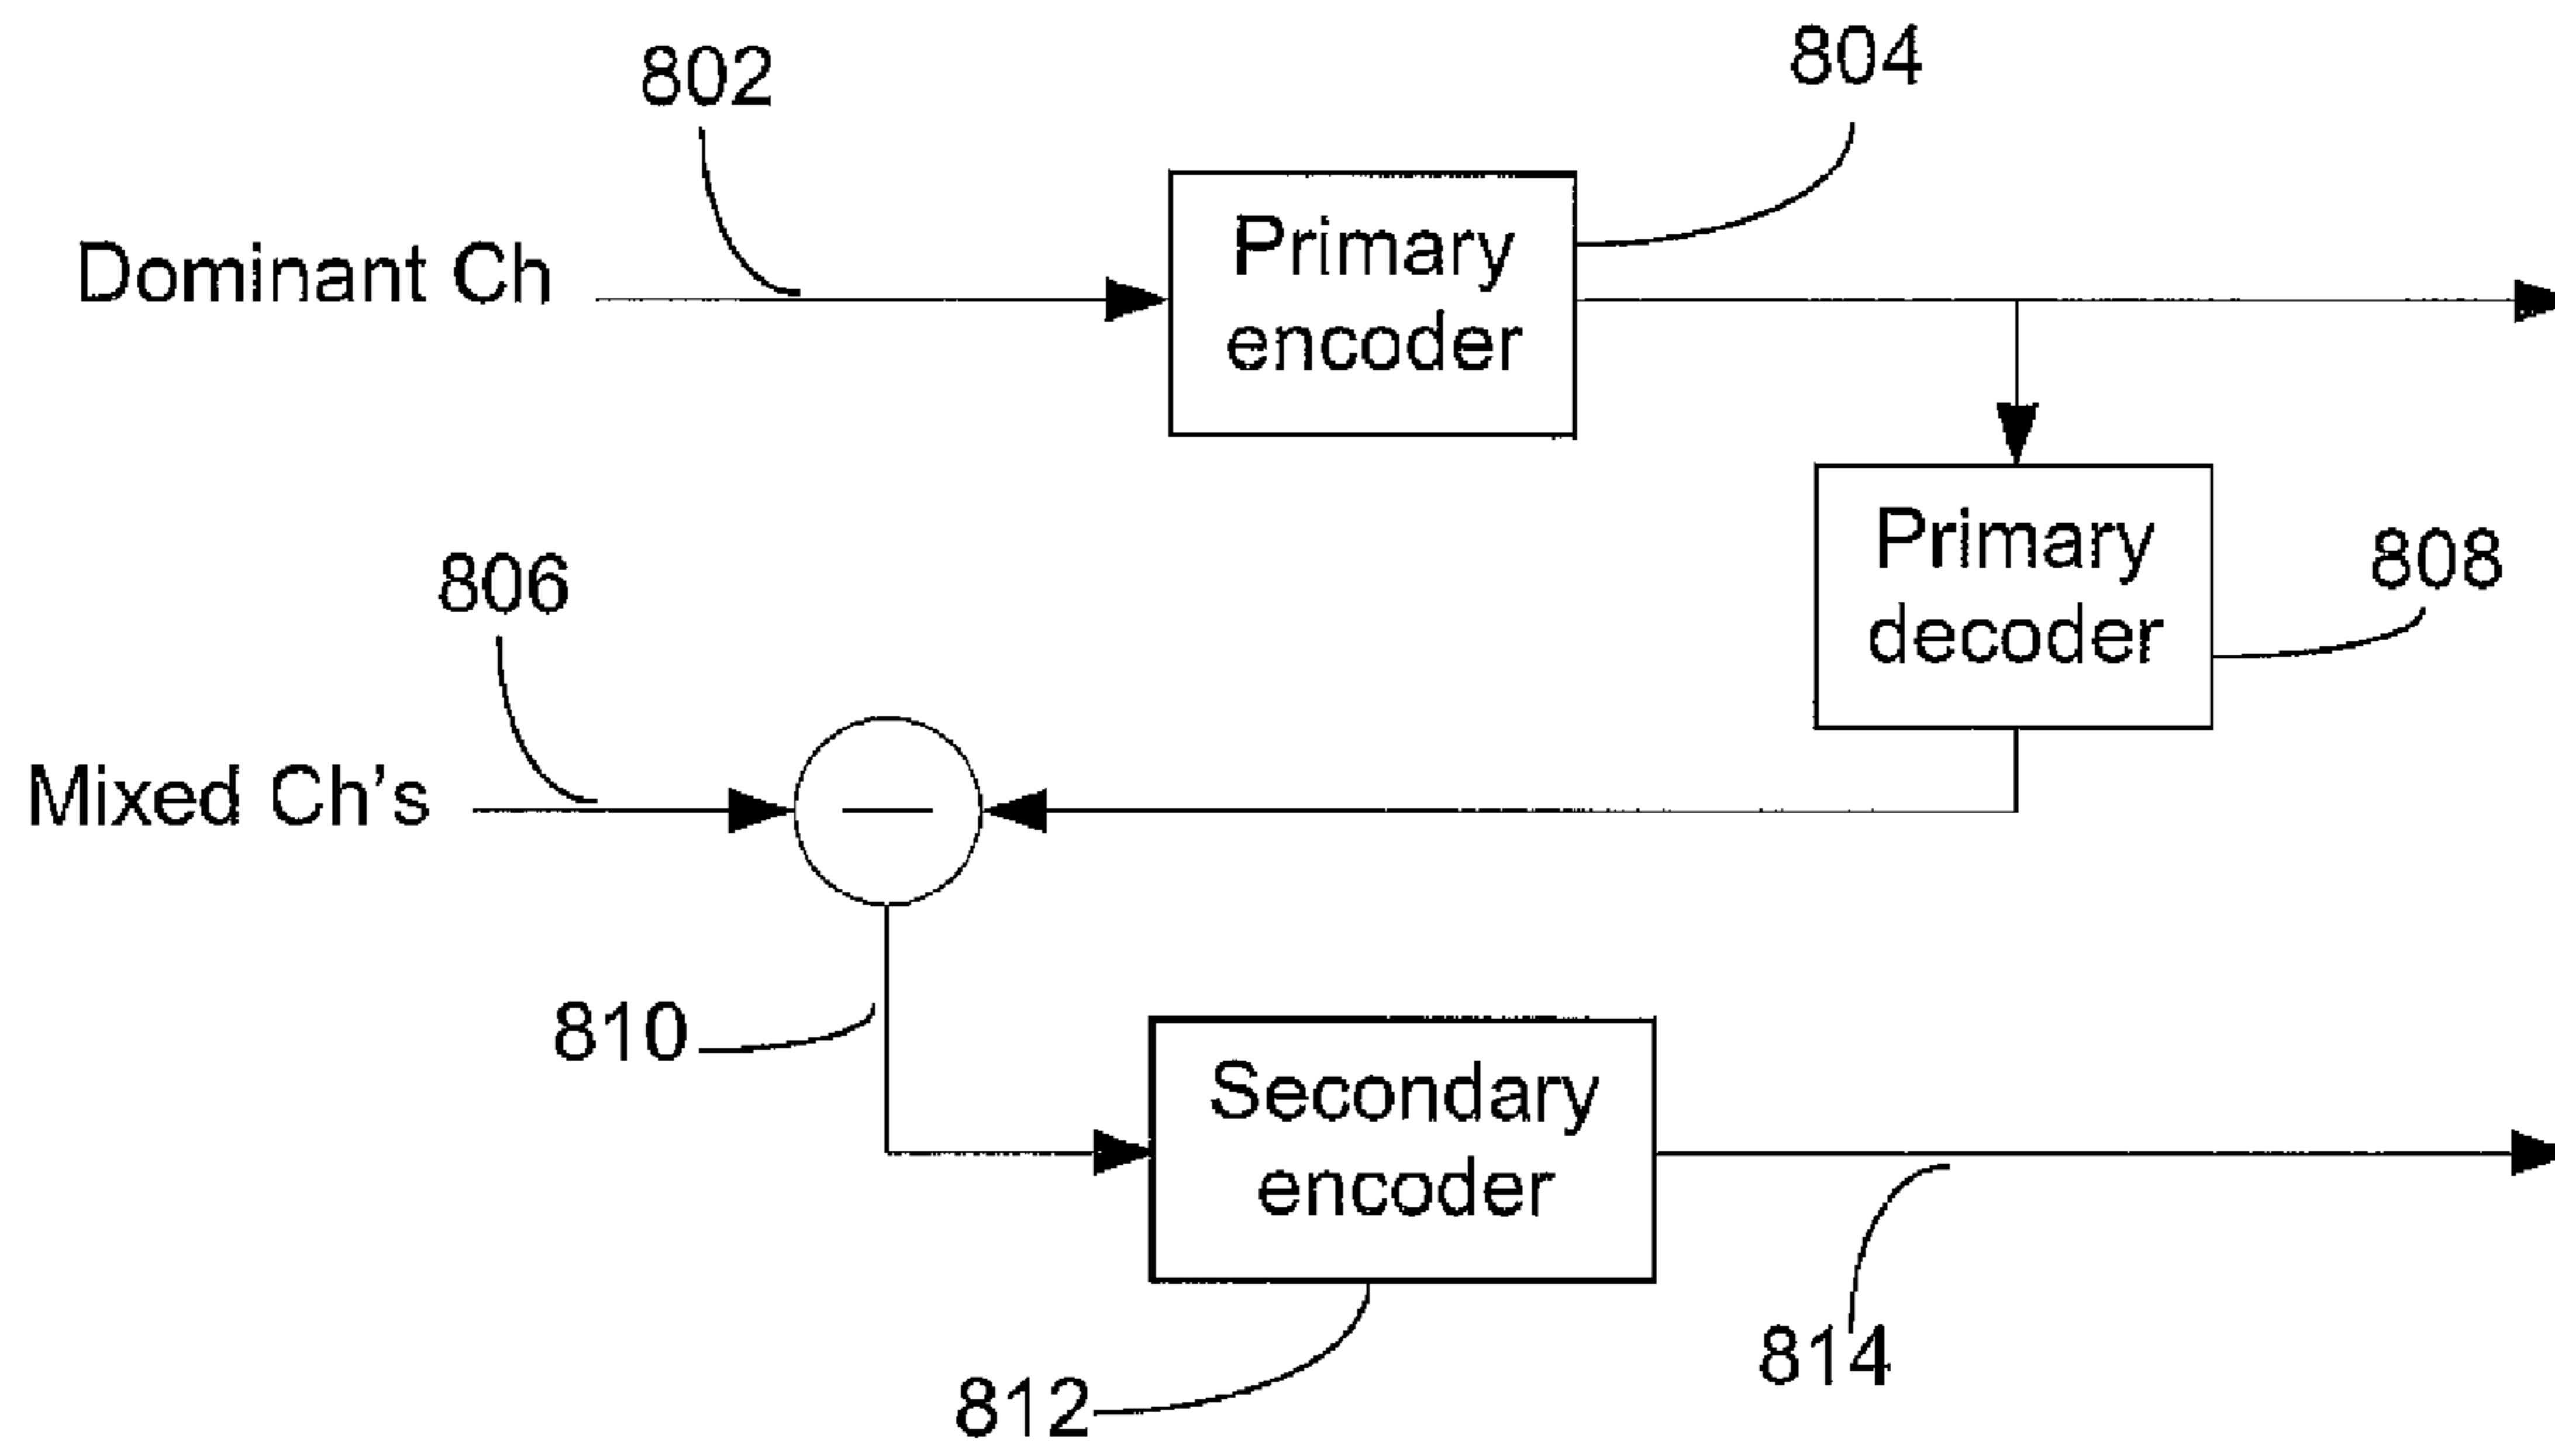 802
804
Dominant Ch
Primary
encoder
806
Primary
decoder
808
Mixed Ch's
810
Secondary
encoder
812
814